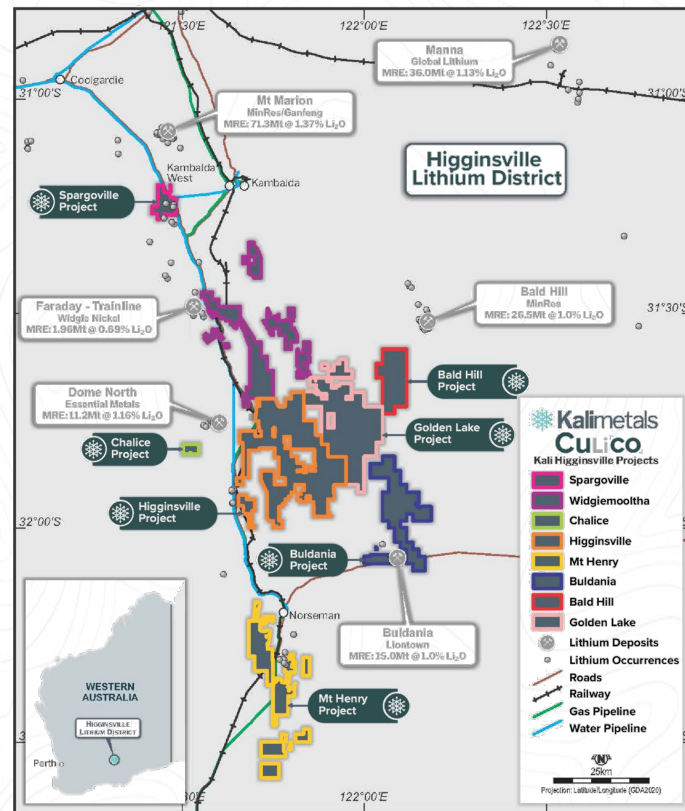 121°30'E
122°00'E
122°30'E
31°00'S
31°00'S
Manna
Global Lithium
MRE: 36.0Mt @ 1.13% Li₂O
Coolgardie
Mt Marion
MinRes/Ganfeng
MRE: 71.3Mt @ 1.37% Li₂O
Higginsville
Lithium District
Kambalda
West
Kambalda
Spargoville
Project
Faraday - Trainline
Widgie Nickel
MRE: 1.96Mt @ 0.69% Li₂O
Bald Hill
MinRes
MRE: 26.5Mt @ 1.0% Li₂O
31°30'S
Bald Hill
Project
Dome North
Essential Metals
MRE: 11.2Mt @ 1.16% Li₂O
Golden Lake
Project
Chalice
Project
Higginsville
Project
32°00'S
Buldania
Project
Norseman
Buldania
Liontown
MRE: 15.0Mt @ 1.0% Li₂O
Mt Henry
Project
122°00'E
WESTERN
AUSTRALIA
HIGGINSVILLE
LITHIUM DISTRICT
Perth
Kalimetals
CuLiCo
Kali Higginsville Projects
Spargoville
Widgiemooltha
Chalice
Higginsville
Mt Henry
Buldania
Bald Hill
Golden Lake
Lithium Deposits
Lithium Occurrences
Roads
Railway
Gas Pipeline
Water Pipeline
N
25km
Projection: Latitude/Longitude (GDA2020)